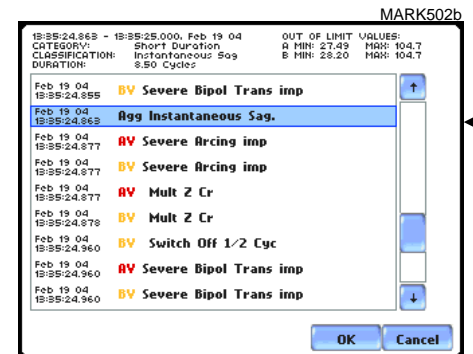 MARK502b
13:35:24.863 - 13:35:25.000, Feb 19 04 OUT OF LIMIT VALUES:
CATEGORY: Short Duration A MIN: 27.49 MAX: 104.7
CLASSIFICATION: Instantaneous Sag B MIN: 28.20 MAX: 104.7
DURATION: 8.50 Cycles
Feb 19 04
13:35:24.855 BV Severe Bipol Trans imp
Feb 19 04
13:35:24.863 Agg Instantaneous Sag.
Feb 19 04
13:35:24.877 AV Severe Arcing imp
Feb 19 04
13:35:24.877 BV Severe Arcing imp
Feb 19 04
13:35:24.877 AV Mult Z Cr
Feb 19 04
13:35:24.878 BV Mult Z Cr
Feb 19 04
13:35:24.960 BV Switch Off 1/2 Cyc
Feb 19 04
13:35:24.960 AV Severe Bipol Trans imp
Feb 19 04
13:35:24.960 BV Severe Bipol Trans imp
OK Cancel